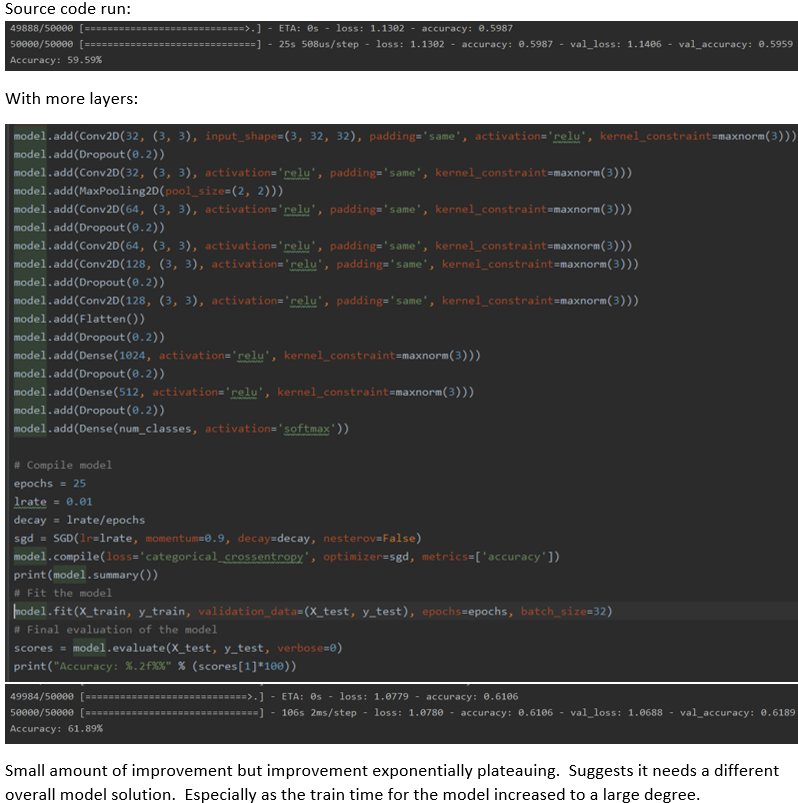 Source code run:
49888/50000 [============================>.] - ETA: 0s - loss: 1.1302 - accuracy: 0.5987
50000/50000 [==============================] - 25s 508us/step - loss: 1.1302 - accuracy: 0.5987 - val_loss: 1.1406 - val_accuracy: 0.5959
Accuracy: 59.59%
With more layers:
model.add(Conv2D(32, (3, 3), input_shape=(3, 32, 32), padding='same', activation='relu', kernel_constraint=maxnorm(3)))
model.add(Dropout(0.2))
model.add(Conv2D(32, (3, 3), activation='relu', padding='same', kernel_constraint=maxnorm(3)))
model.add(MaxPooling2D(pool_size=(2, 2)))
model.add(Conv2D(64, (3, 3), activation='relu', padding='same', kernel_constraint=maxnorm(3)))
model.add(Dropout(0.2))
model.add(Conv2D(64, (3, 3), activation='relu', padding='same', kernel_constraint=maxnorm(3)))
model.add(Conv2D(128, (3, 3), activation='relu', padding='same', kernel_constraint=maxnorm(3)))
model.add(Dropout(0.2))
model.add(Conv2D(128, (3, 3), activation='relu', padding='same', kernel_constraint=maxnorm(3)))
model.add(Flatten())
model.add(Dropout(0.2))
model.add(Dense(1024, activation='relu', kernel_constraint=maxnorm(3)))
model.add(Dropout(0.2))
model.add(Dense(512, activation='relu', kernel_constraint=maxnorm(3)))
model.add(Dropout(0.2))
model.add(Dense(num_classes, activation='softmax'))
# Compile model
epochs = 25
lrate = 0.01
decay = lrate/epochs
sgd = SGD(lr=lrate, momentum=0.9, decay=decay, nesterov=False)
model.compile(loss='categorical_crossentropy', optimizer=sgd, metrics=['accuracy'])
print(model.summary())
# Fit the model
model.fit(X_train, y_train, validation_data=(X_test, y_test), epochs=epochs, batch_size=32)
# Final evaluation of the model
scores = model.evaluate(X_test, y_test, verbose=0)
print("Accuracy: %.2f%%" % (scores[1]*100))
49984/50000 [============================>.] - ETA: 0s - loss: 1.0779 - accuracy: 0.6106
50000/50000 [==============================] - 106s 2ms/step - loss: 1.0780 - accuracy: 0.6106 - val_loss: 1.0688 - val_accuracy: 0.6189
Accuracy: 61.89%
Small amount of improvement but improvement exponentially plateauing.  Suggests it needs a different
overall model solution.  Especially as the train time for the model increased to a large degree.